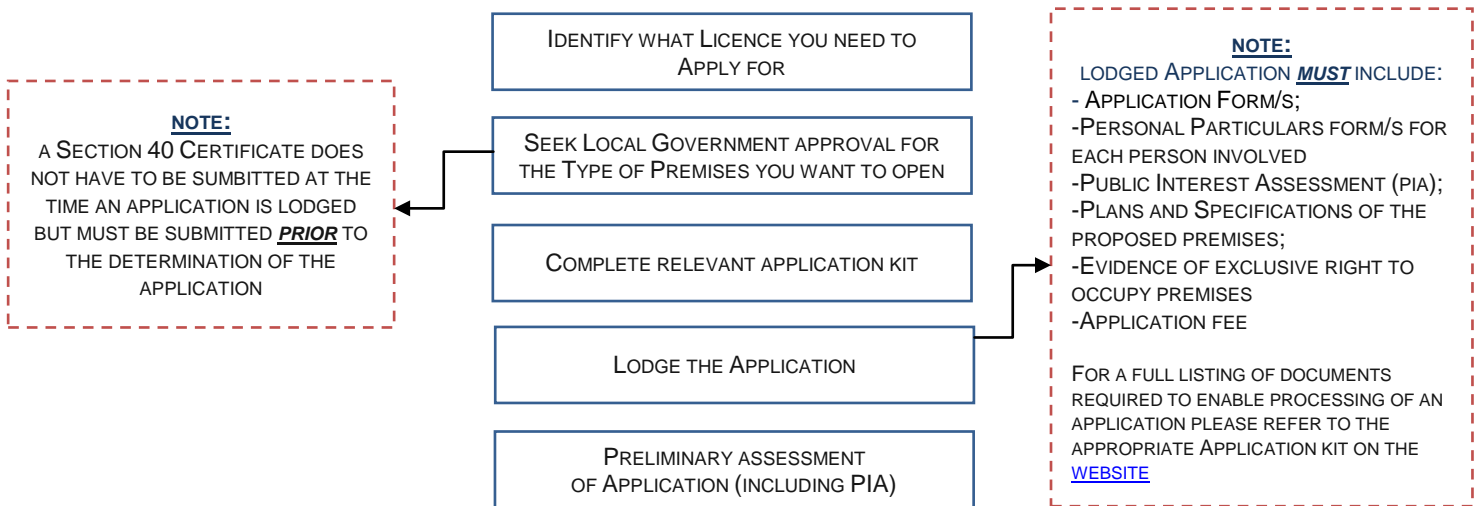 IDENTIFY WHAT LICENCE YOU NEED TO
APPLY FOR
NOTE:
A SECTION 40 CERTIFICATE DOES
NOT HAVE TO BE SUMBITTED AT THE
TIME AN APPLICATION IS LODGED
BUT MUST BE SUBMITTED PRIOR TO
THE DETERMINATION OF THE
APPLICATION
SEEK LOCAL GOVERNMENT APPROVAL FOR
THE TYPE OF PREMISES YOU WANT TO OPEN
COMPLETE RELEVANT APPLICATION KIT
LODGE THE APPLICATION
PRELIMINARY ASSESSMENT
OF APPLICATION (INCLUDING PIA)
NOTE:
LODGED APPLICATION MUST INCLUDE:
- APPLICATION FORM/S;
-PERSONAL PARTICULARS FORM/S FOR
EACH PERSON INVOLVED
-PUBLIC INTEREST ASSESSMENT (PIA);
-PLANS AND SPECIFICATIONS OF THE
PROPOSED PREMISES;
-EVIDENCE OF EXCLUSIVE RIGHT TO
OCCUPY PREMISES
-APPLICATION FEE
FOR A FULL LISTING OF DOCUMENTS
REQUIRED TO ENABLE PROCESSING OF AN
APPLICATION PLEASE REFER TO THE
APPROPRIATE APPLICATION KIT ON THE
WEBSITE